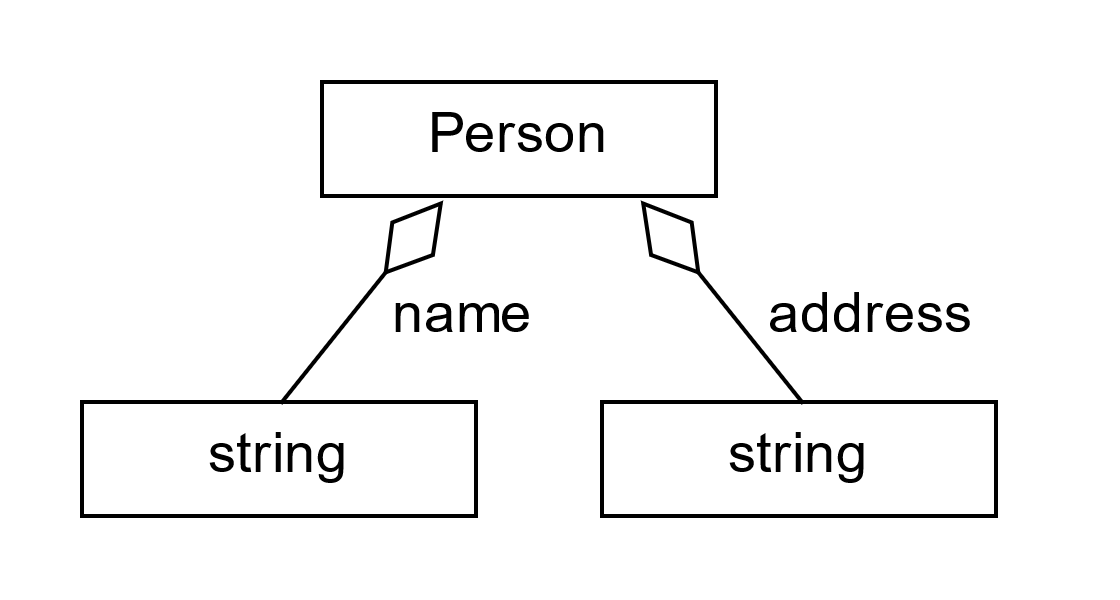 Person
name
address
string
string